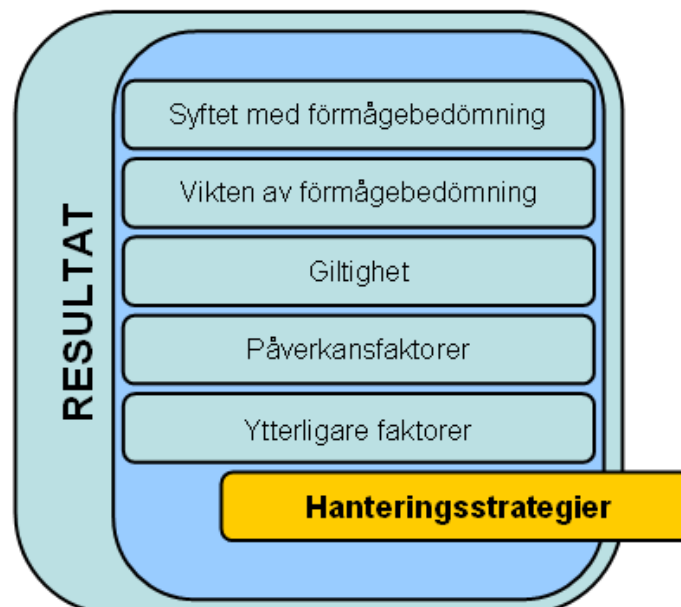 RESULTAT
Syftet med förmågebedömning
Vikten av förmågebedömning
Giltighet
Påverkansfaktorer
Ytterligare faktorer
Hanteringsstrategier